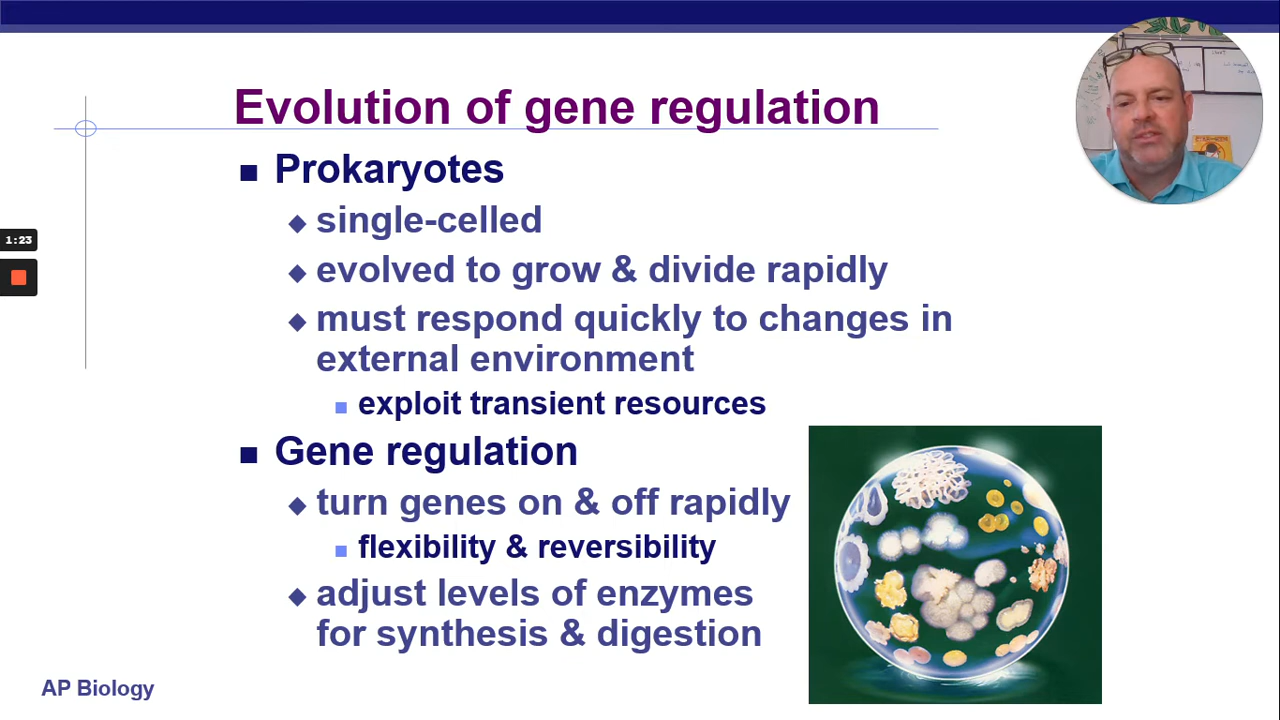 Evolution of gene regulation
Prokaryotes
single-celled
evolved to grow & divide rapidly
must respond quickly to changes in
external environment
exploit transient resources
Gene regulation
turn genes on & off rapidly
flexibility & reversibility
adjust levels of enzymes
for synthesis & digestion
AP Biology
1:23